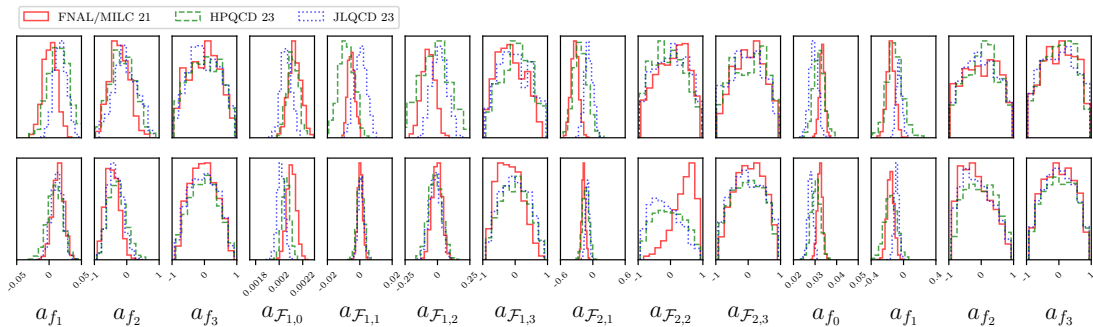 FNAL/MILC 21 HPQCD 23 JLQCD 23
-0.05 0 0.05 -1 0 1 -1 0 1 0.0018 0.002 0.0022 -0.02 0 0.02 -0.25 0 0.25 -1 0 1 -0.6 0 0.6 -1 0 1 -1 0 1 0.02 0.03 0.04 0.05 -0.4 0 0.4 -1 0 1 -1 0 1
a_{f_1} a_{f_2} a_{f_3} a_{\mathcal{F}_{1,0}} a_{\mathcal{F}_{1,1}} a_{\mathcal{F}_{1,2}} a_{\mathcal{F}_{1,3}} a_{\mathcal{F}_{2,1}} a_{\mathcal{F}_{2,2}} a_{\mathcal{F}_{2,3}} a_{f_0} a_{f_1} a_{f_2} a_{f_3}